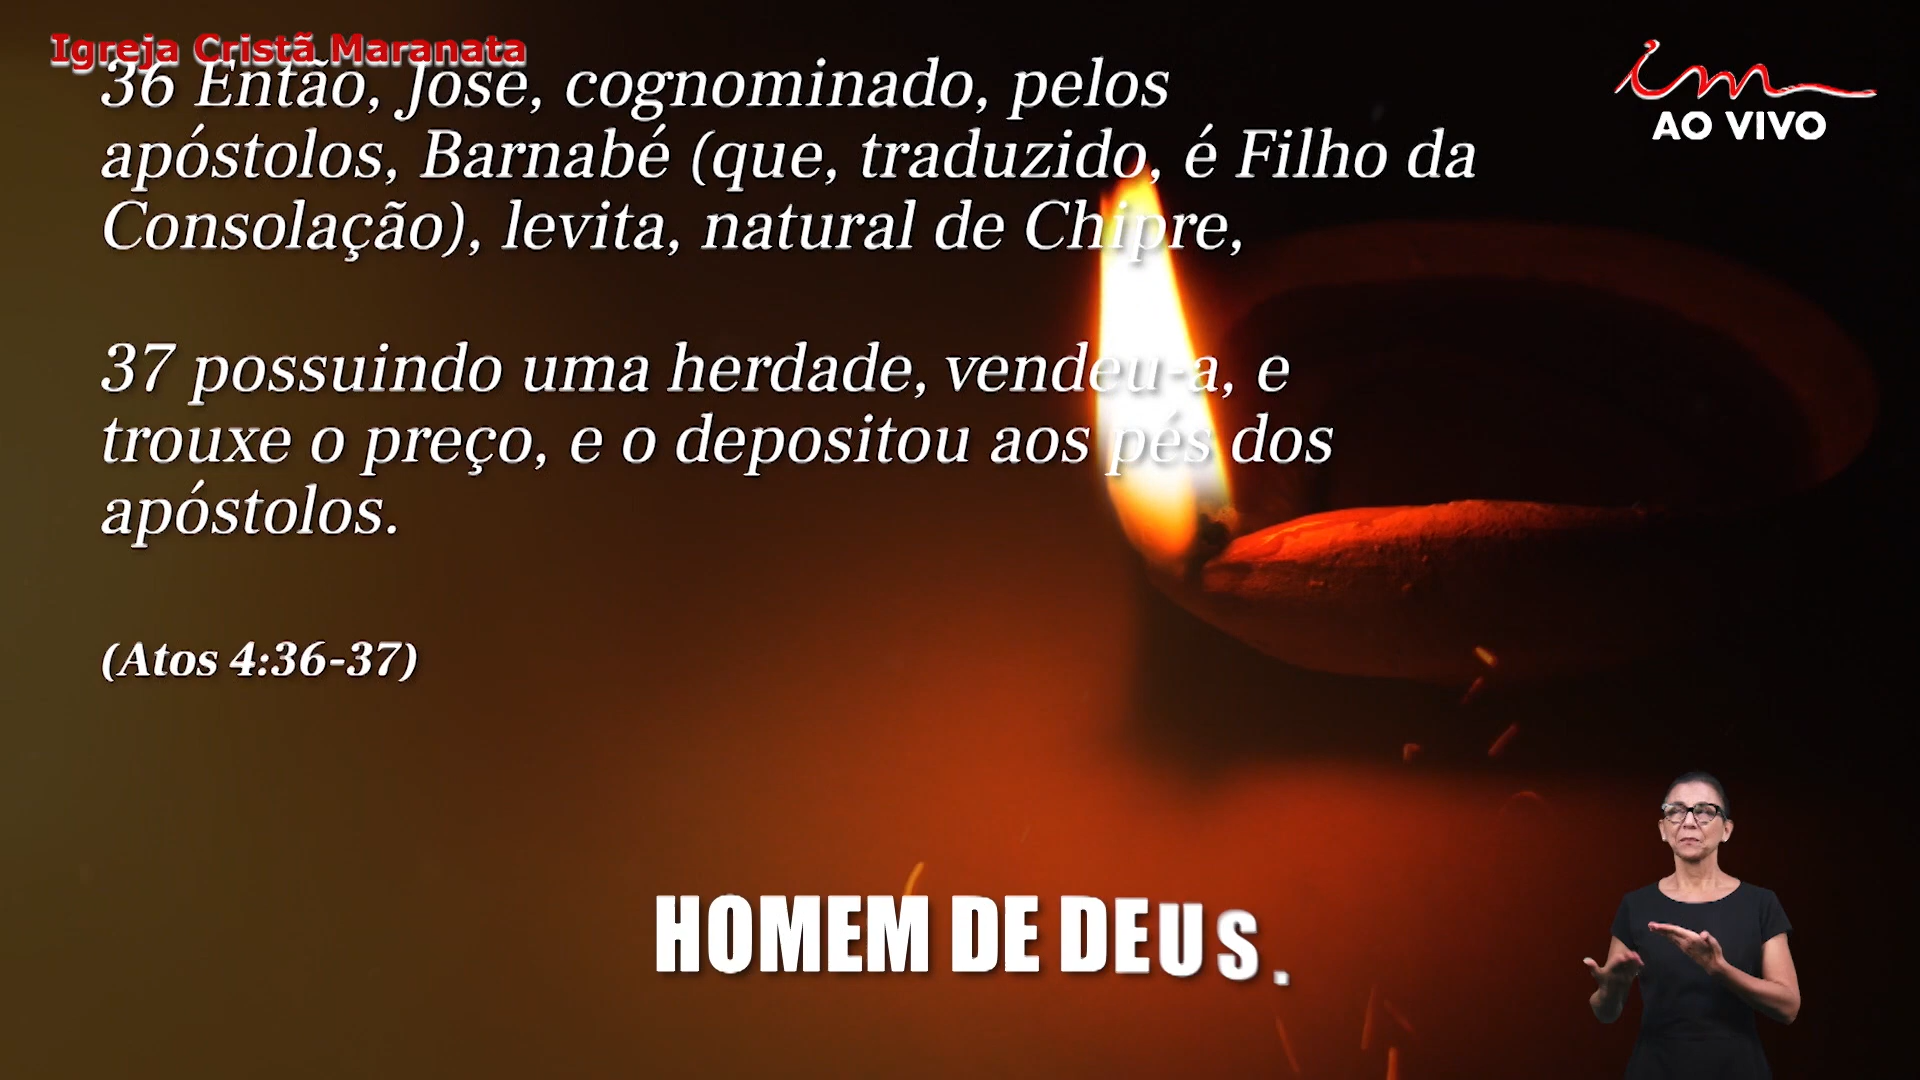 Igreja Cristã Maranata
36 Então, José, cognominado, pelos
apóstolos, Barnabé (que, traduzido, é Filho da
Consolação), levita, natural de Chipre,
37 possuindo uma herdade, vendeu-a, e
trouxe o preço, e o depositou aos pés dos
apóstolos.
(Atos 4:36-37)
im
AO VIVO
HOMEM DE DEUS.